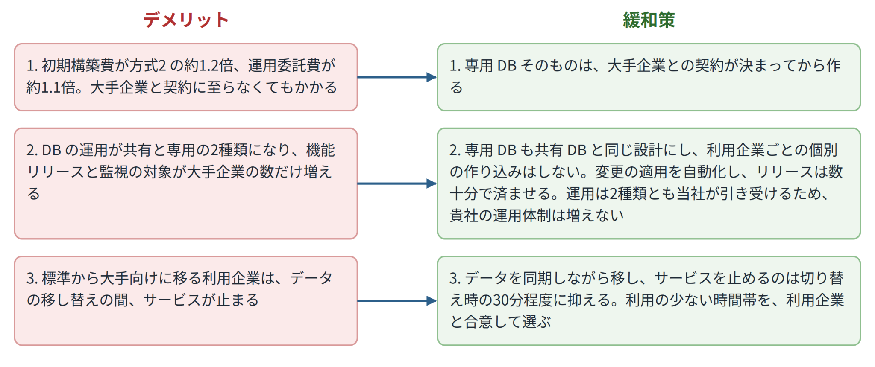 デメリット
緩和策
1. 初期構築費が方式2 の約1.2倍、運用委託費が
約1.1倍。大手企業と契約に至らなくてもかかる
1. 専用 DB そのものは、大手企業との契約が決まってから作
る
2. DB の運用が共有と専用の2種類になり、機能
リリースと監視の対象が大手企業の数だけ増え
る
2. 専用 DB も共有 DB と同じ設計にし、利用企業ごとの個別
の作り込みはしない。変更の適用を自動化し、リリースは数
十分で済ませる。運用は2種類とも当社が引き受けるため、
貴社の運用体制は増えない
3. 標準から大手向けに移る利用企業は、データ
の移し替えの間、サービスが止まる
3. データを同期しながら移し、サービスを止めるのは切り替
え時の30分程度に抑える。利用の少ない時間帯を、利用企業
と合意して選ぶ